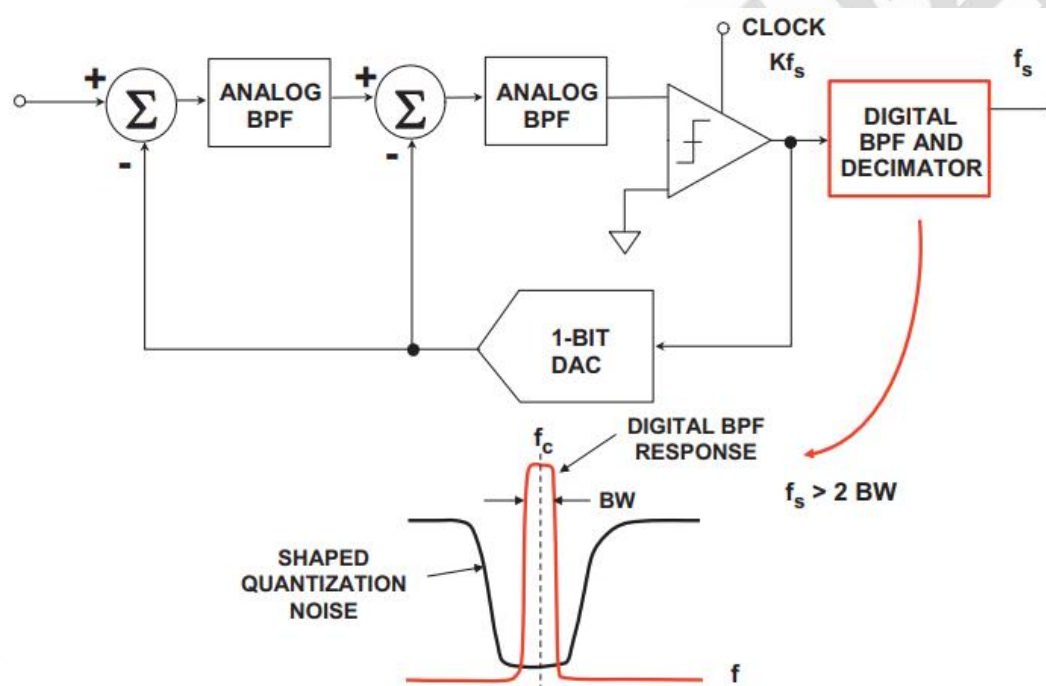 CLOCK
Kfs
fs
+
Σ
-
ANALOG
BPF
+
Σ
-
ANALOG
BPF
DIGITAL
BPF AND
DECIMATOR
1-BIT
DAC
fc
DIGITAL BPF
RESPONSE
BW
fs > 2 BW
SHAPED
QUANTIZATION
NOISE
f